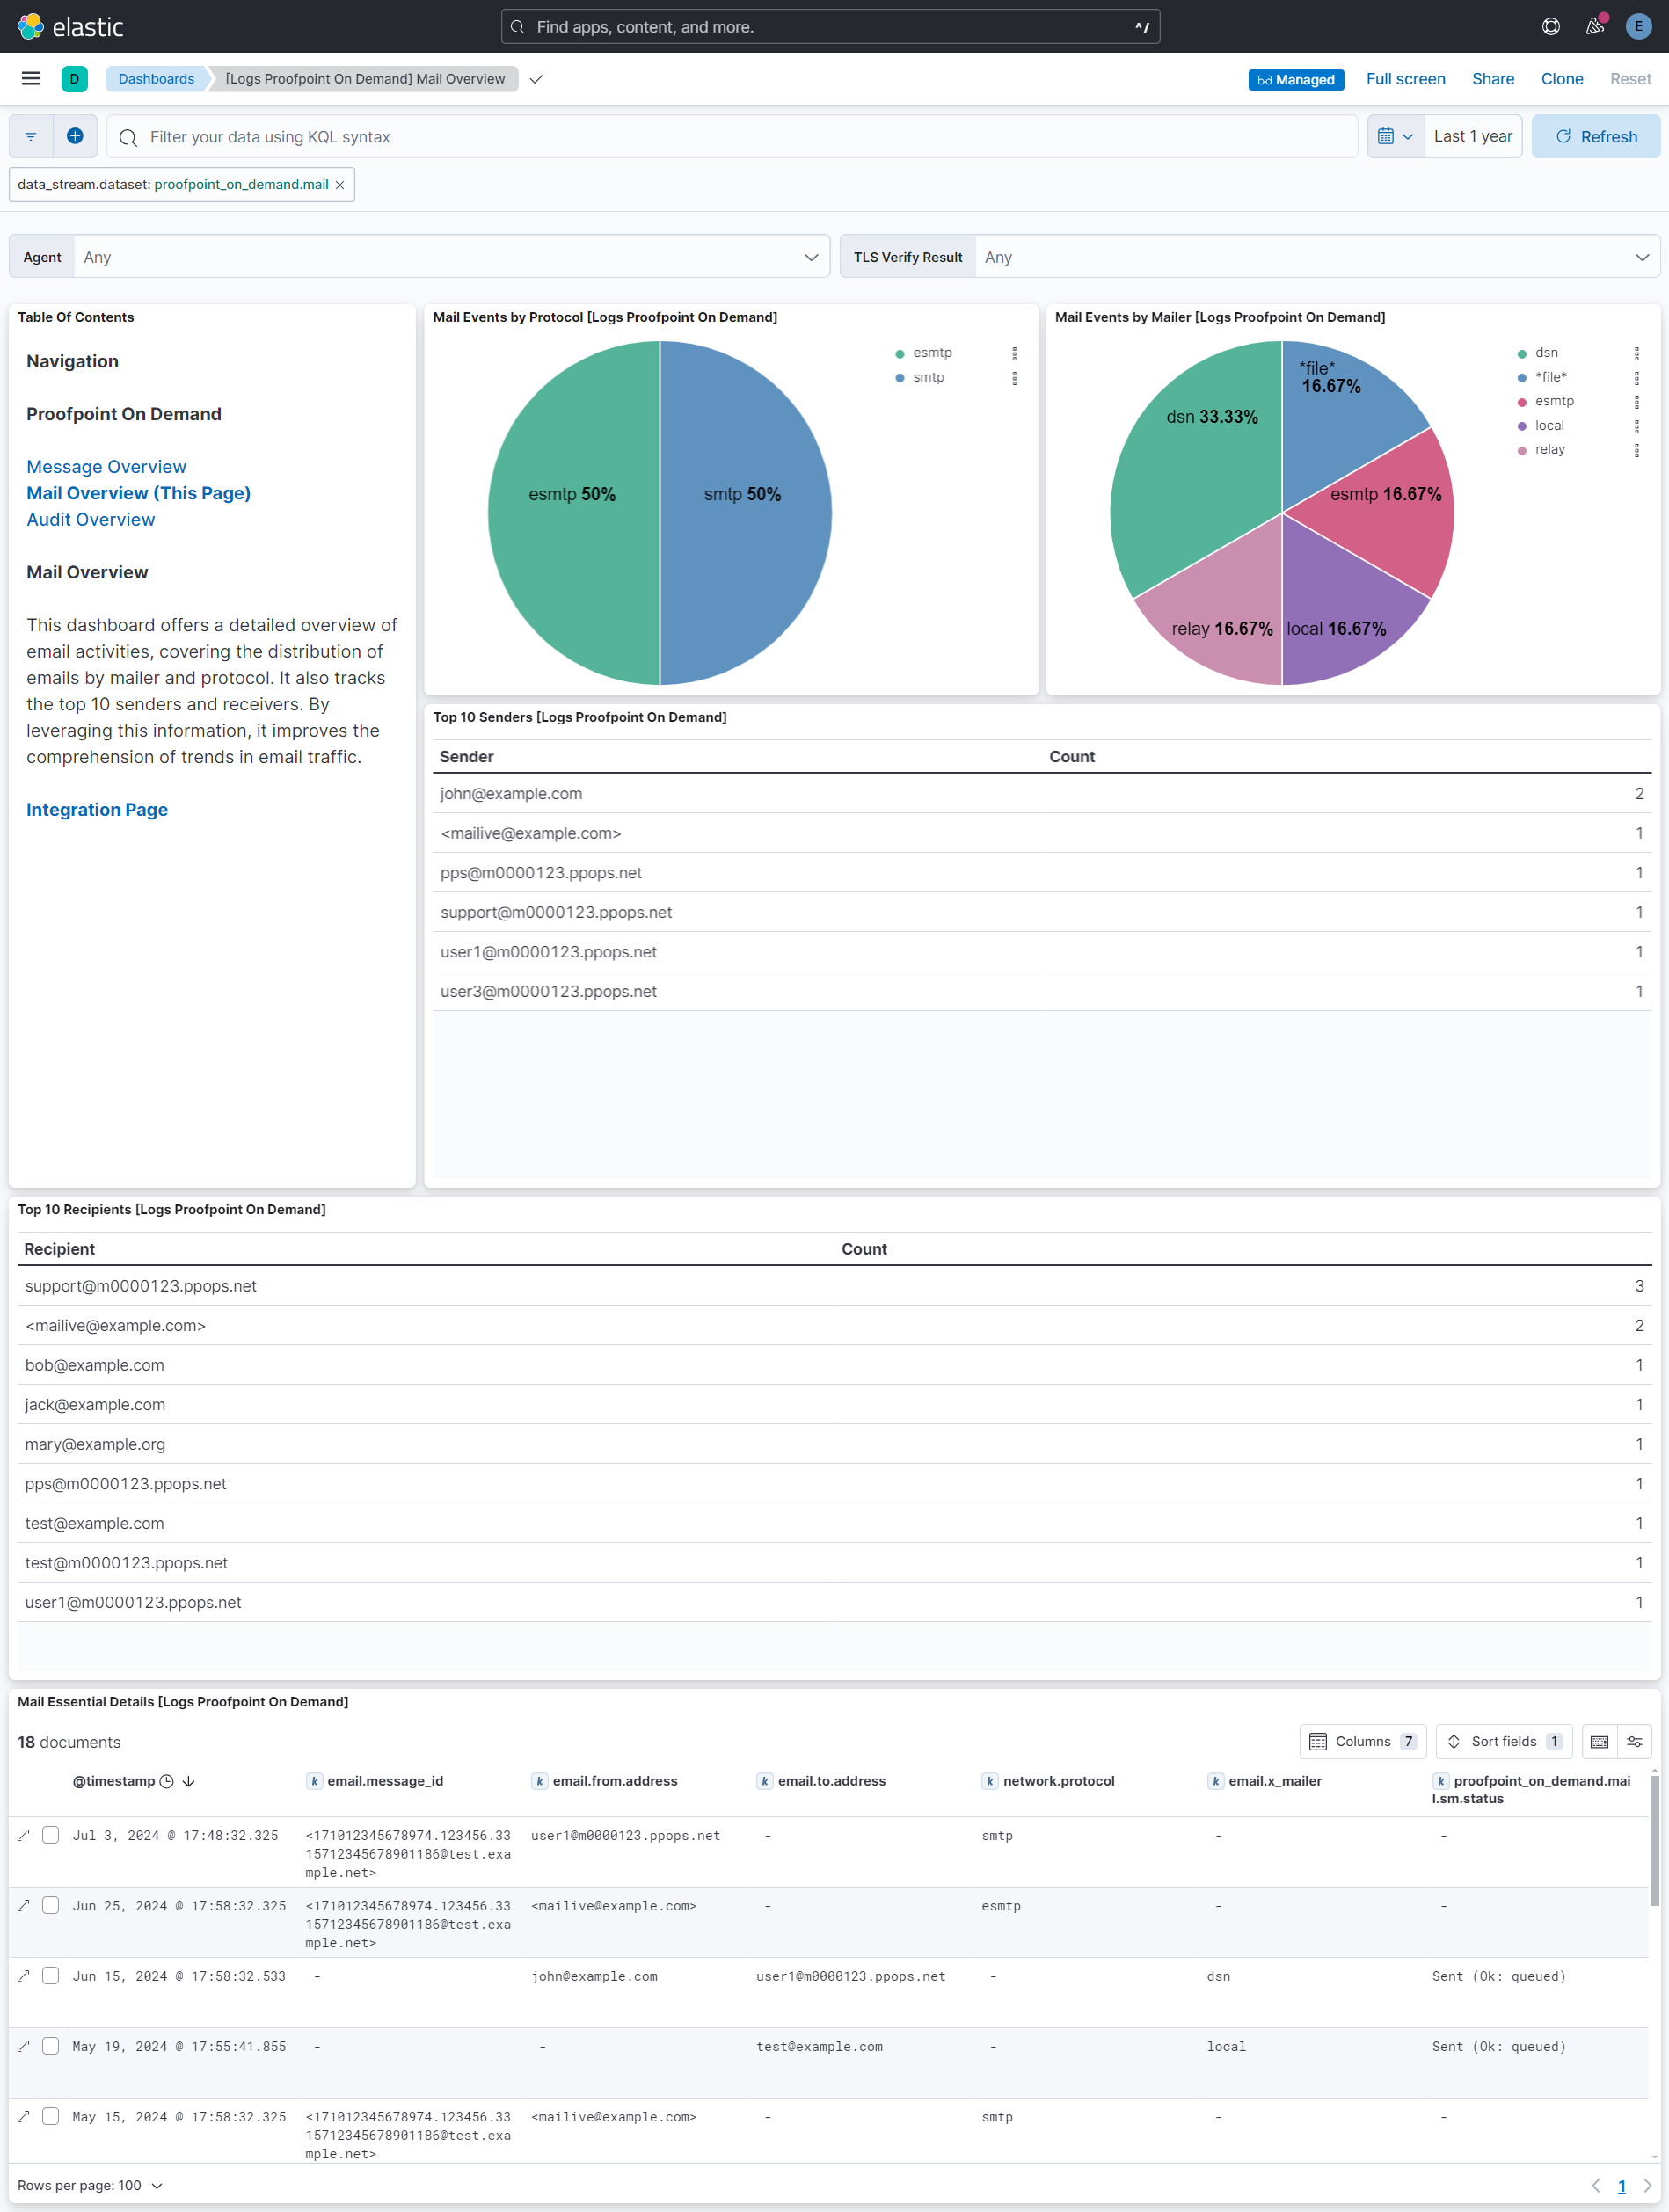 elastic
Find apps, content, and more.
^/
E
D
Dashboards
[Logs Proofpoint On Demand] Mail Overview
Managed
Full screen
Share
Clone
Reset
Filter your data using KQL syntax
Last 1 year
Refresh
data_stream.dataset: proofpoint_on_demand.mail ×
Agent
Any
TLS Verify Result
Any
Table Of Contents
Navigation
Proofpoint On Demand
Message Overview
Mail Overview (This Page)
Audit Overview
Mail Overview
This dashboard offers a detailed overview of
email activities, covering the distribution of
emails by mailer and protocol. It also tracks
the top 10 senders and receivers. By
leveraging this information, it improves the
comprehension of trends in email traffic.
Integration Page
Mail Events by Protocol [Logs Proofpoint On Demand]
esmtp
smtp
esmtp 50%
smtp 50%
Mail Events by Mailer [Logs Proofpoint On Demand]
dsn
*file*
esmtp
local
relay
*file*
16.67%
dsn 33.33%
esmtp 16.67%
relay 16.67%
local 16.67%
Top 10 Senders [Logs Proofpoint On Demand]
Sender Count
john@example.com 2
<mailive@example.com> 1
pps@m0000123.ppops.net 1
support@m0000123.ppops.net 1
user1@m0000123.ppops.net 1
user3@m0000123.ppops.net 1
Top 10 Recipients [Logs Proofpoint On Demand]
Recipient Count
support@m0000123.ppops.net 3
<mailive@example.com> 2
bob@example.com 1
jack@example.com 1
mary@example.org 1
pps@m0000123.ppops.net 1
test@example.com 1
test@m0000123.ppops.net 1
user1@m0000123.ppops.net 1
Mail Essential Details [Logs Proofpoint On Demand]
18 documents
Columns 7
Sort fields 1
@timestamp k email.message_id k email.from.address k email.to.address k network.protocol k email.x_mailer k proofpoint_on_demand.mai
l.sm.status
Jul 3, 2024 @ 17:48:32.325 <171012345678974.123456.33 user1@m0000123.ppops.net - smtp - -
15712345678901186@test.exa
mple.net>
Jun 25, 2024 @ 17:58:32.325 <171012345678974.123456.33 <mailive@example.com> - esmtp - -
15712345678901186@test.exa
mple.net>
Jun 15, 2024 @ 17:58:32.533 - john@example.com user1@m0000123.ppops.net - dsn Sent (Ok: queued)
May 19, 2024 @ 17:55:41.855 - - test@example.com - local Sent (Ok: queued)
May 15, 2024 @ 17:58:32.325 <171012345678974.123456.33 <mailive@example.com> - smtp - -
15712345678901186@test.exa
mple.net>
Rows per page: 100
1